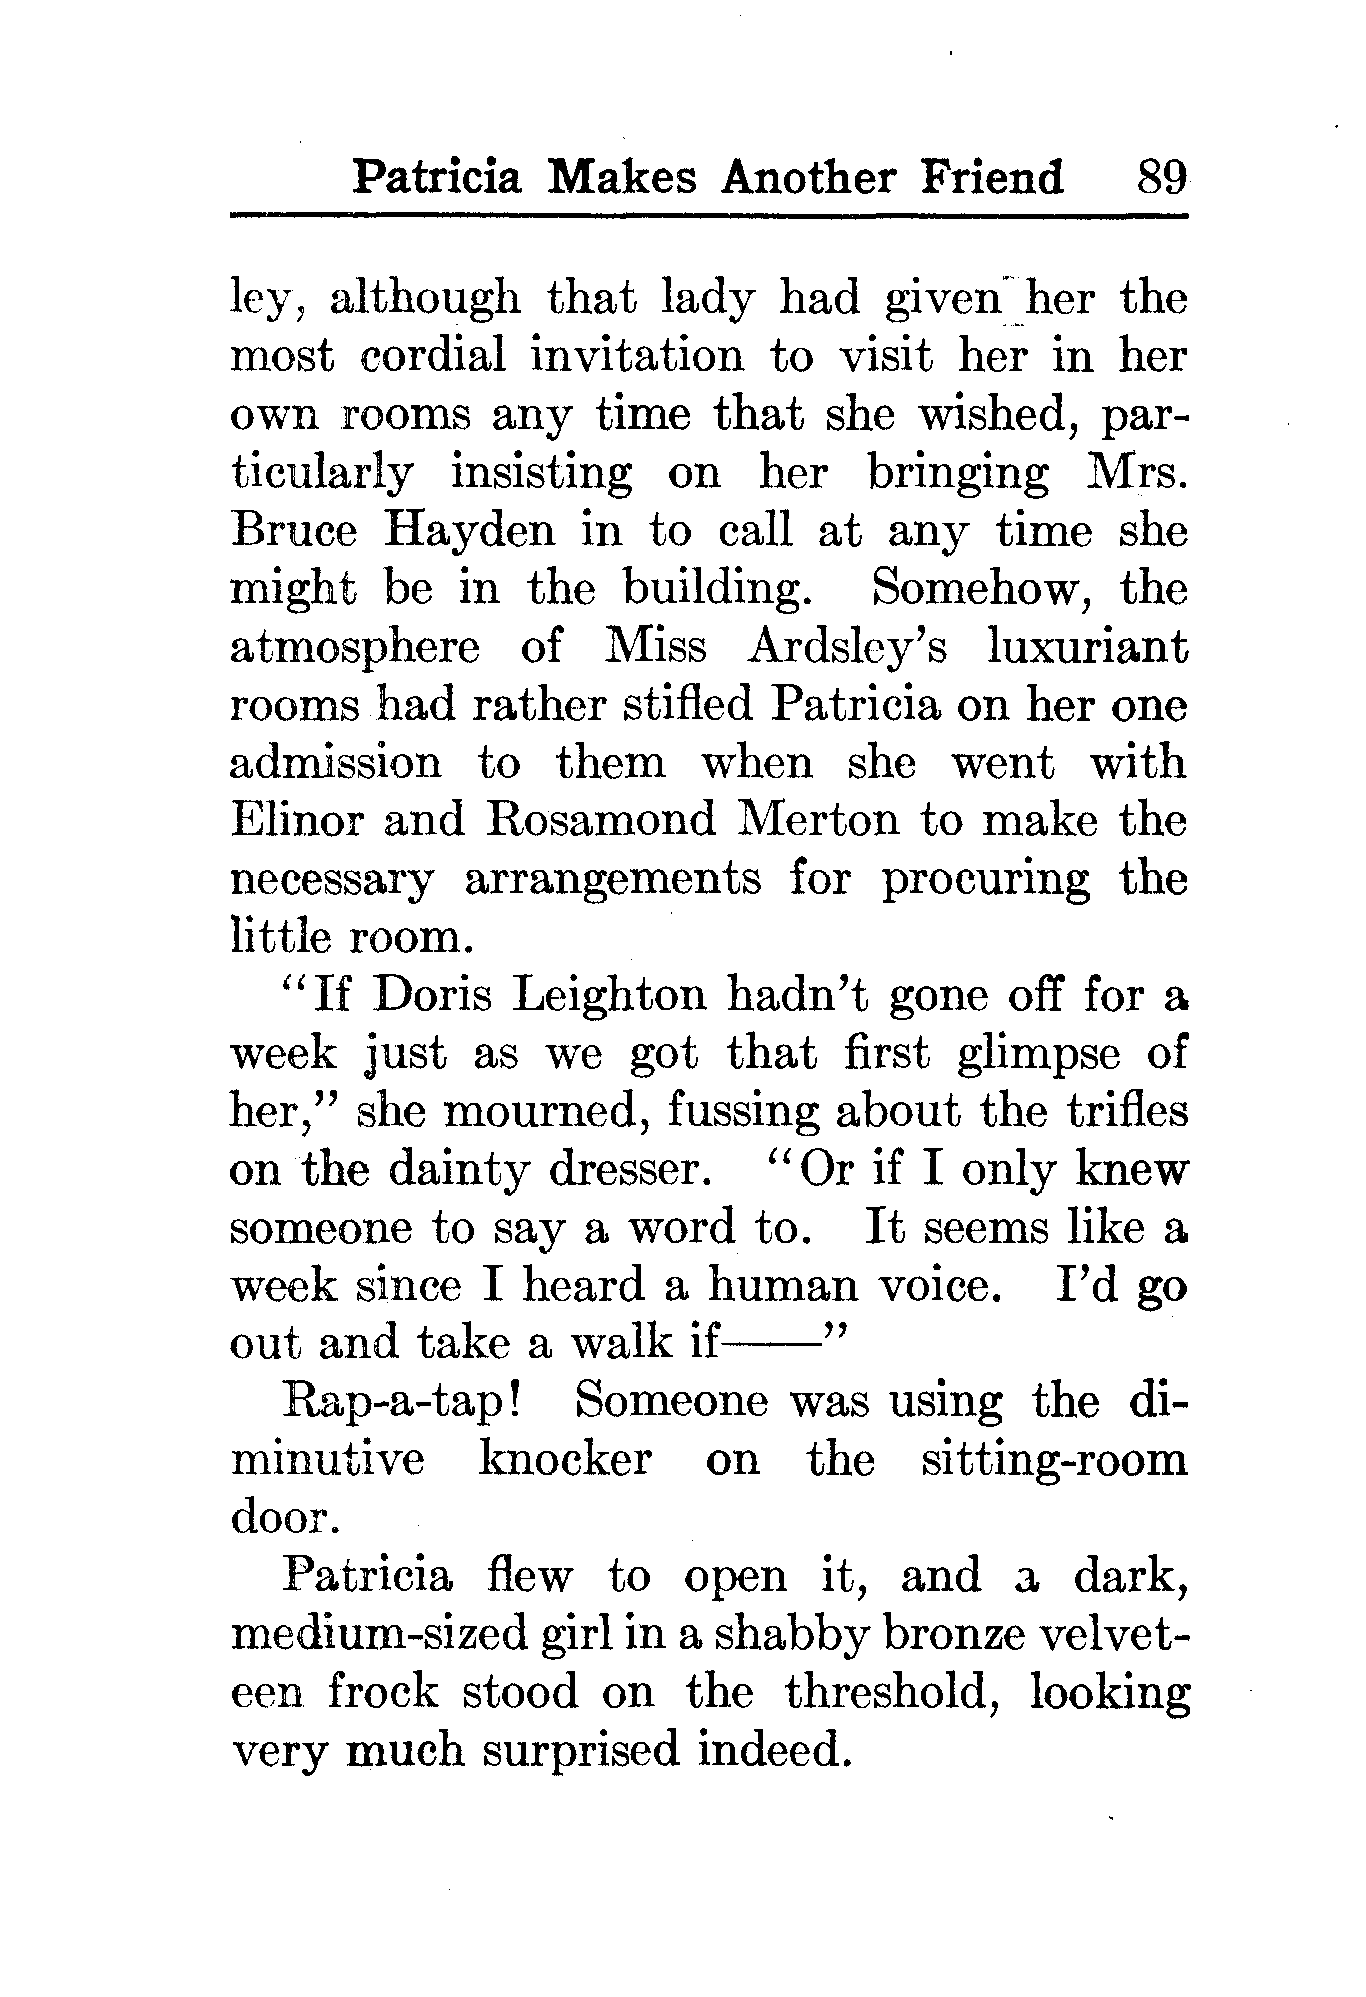 Patricia Makes Another Friend 89
ley, although that lady had given her the
most cordial invitation to visit her in her
own rooms any time that she wished, par-
ticularly insisting on her bringing Mrs.
Bruce Hayden in to call at any time she
might be in the building. Somehow, the
atmosphere of Miss Ardsley's luxuriant
rooms had rather stifled Patricia on her one
admission to them when she went with
Elinor and Rosamond Merton to make the
necessary arrangements for procuring the
little room.
"If Doris Leighton hadn't gone off for a
week just as we got that first glimpse of
her," she mourned, fussing about the trifles
on the dainty dresser. "Or if I only knew
someone to say a word to. It seems like a
week since I heard a human voice. I'd go
out and take a walk if——"
Rap-a-tap! Someone was using the di-
minutive knocker on the sitting-room
door.
Patricia flew to open it, and a dark,
medium-sized girl in a shabby bronze velvet-
een frock stood on the threshold, looking
very much surprised indeed.